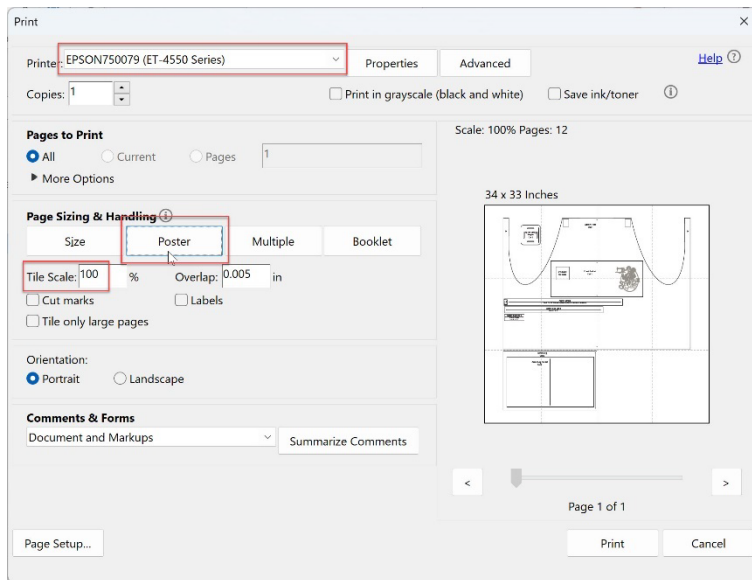 Print
Printer: EPSON750079 (ET-4550 Series) Properties Advanced Help
Copies: 1 Print in grayscale (black and white) Save ink/toner
Pages to Print
All Current Pages 1
More Options
Page Sizing & Handling
Size Poster Multiple Booklet
Tile Scale: 100 % Overlap: 0.005 in
Cut marks Labels
Tile only large pages
Orientation:
Portrait Landscape
Comments & Forms
Document and Markups Summarize Comments
Scale: 100% Pages: 12
34 x 33 Inches
< >
Page 1 of 1
Page Setup... Print Cancel